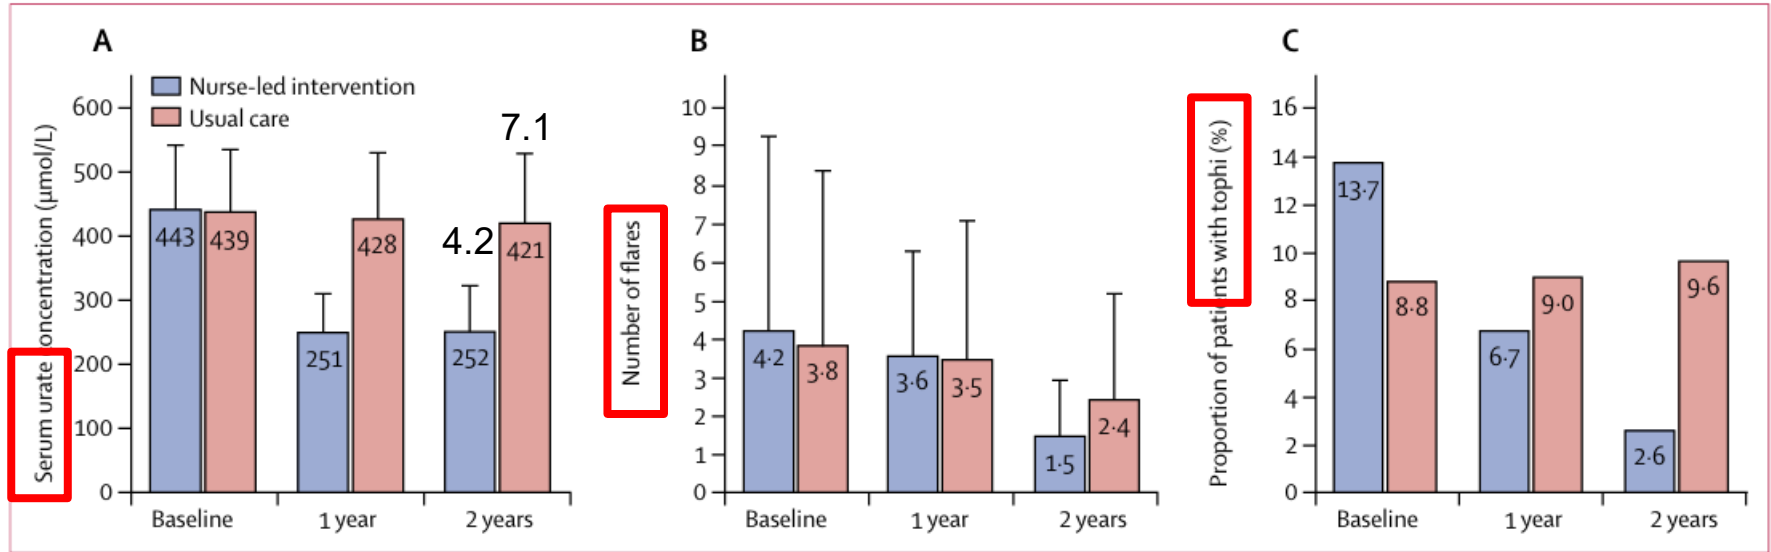 A
Nurse-led intervention
Usual care
7.1
4.2
Serum urate concentration (µmol/L)
600
500
400
300
200
100
0
443
439
251
428
252
421
Baseline
1 year
2 years
B
Number of flares
10
9
8
7
6
5
4
3
2
1
0
4·2
3·8
3·6
3·5
1·5
2·4
Baseline
1 year
2 years
C
Proportion of patients with tophi (%)
16
14
12
10
8
6
4
2
0
13·7
8·8
6·7
9·0
2·6
9·6
Baseline
1 year
2 years